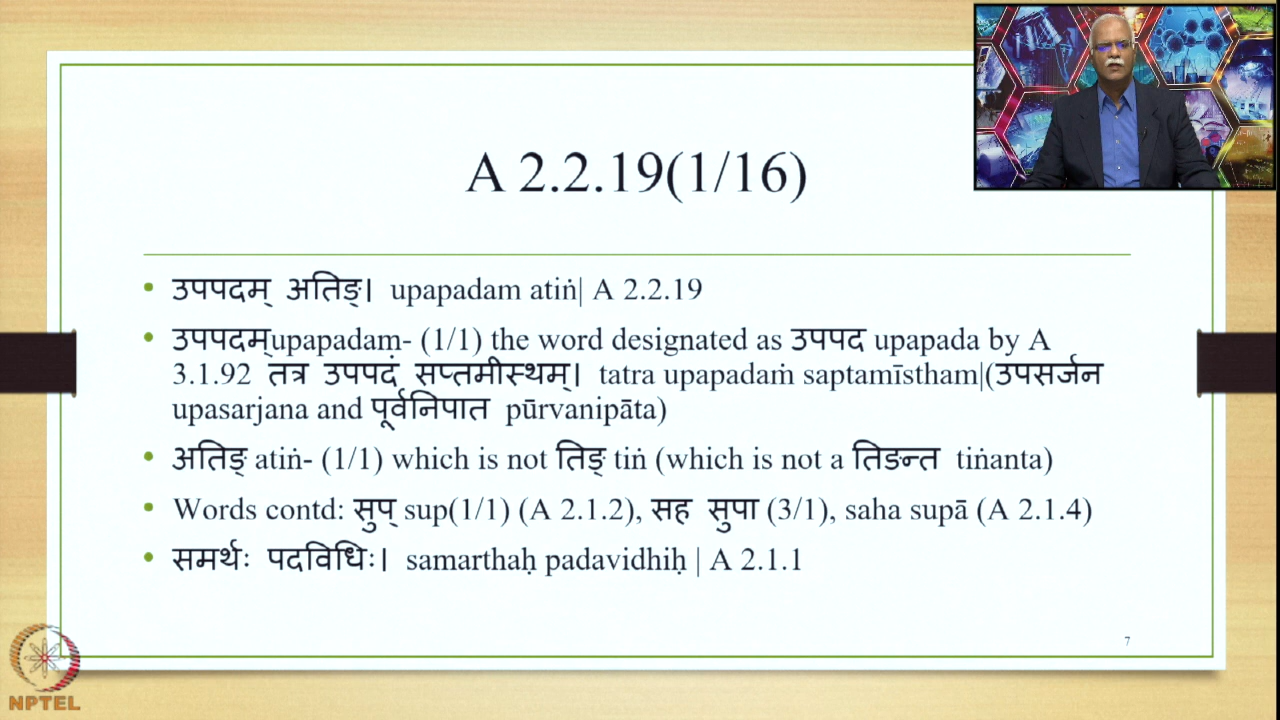 A 2.2.19(1/16)
• उपपदम् अतिङ्। upapadam atiṅ| A 2.2.19
• उपपदम्upapadam- (1/1) the word designated as उपपद upapada by A
3.1.92 तत्र उपपदं सप्तमीस्थम्। tatra upapadaṁ saptamīstham|(उपसर्जन
upasarjana and पूर्वनिपात pūrvanipāta)
• अतिङ् atiṅ- (1/1) which is not तिङ् tiṅ (which is not a तिङन्त tiṅanta)
• Words contd: सुप् sup(1/1) (A 2.1.2), सह सुपा (3/1), saha supā (A 2.1.4)
• समर्थः पदविधिः। samarthaḥ padavidhiḥ | A 2.1.1
7
NPTEL